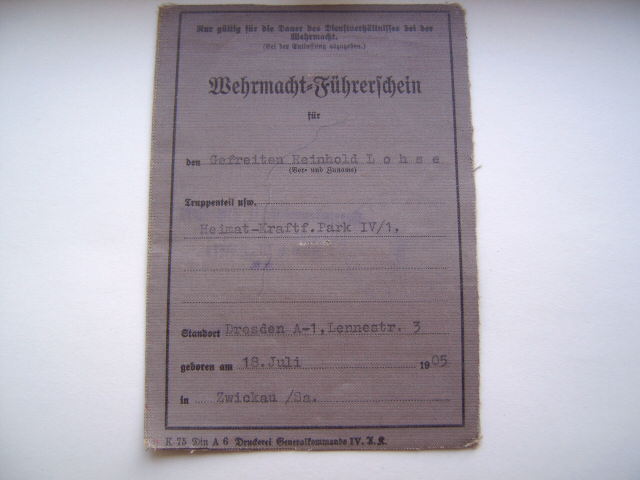 Nur gültig für die Dauer des Dienstverhältnisses bei der
Wehrmacht.
(Bei der Entlassung abzugeben.)
Wehrmacht-Führerschein
für
den Gefreiten Reinhold Lohse
(Vor- und Zuname)
Truppenteil usw.
Heimat-Kraftf.Park IV/1,
Standort Dresden A-1, Lennestr. 3
geboren am 18.Juli 1905
in Zwickau /Sa.
K 75 Din A 6 Druckerei Generalkommando IV. A.K.